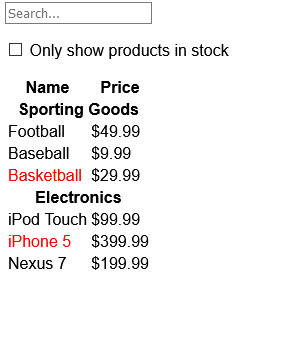 Search...
Only show products in stock
Name Price
Sporting Goods
Football $49.99
Baseball $9.99
Basketball $29.99
Electronics
iPod Touch $99.99
iPhone 5 $399.99
Nexus 7 $199.99